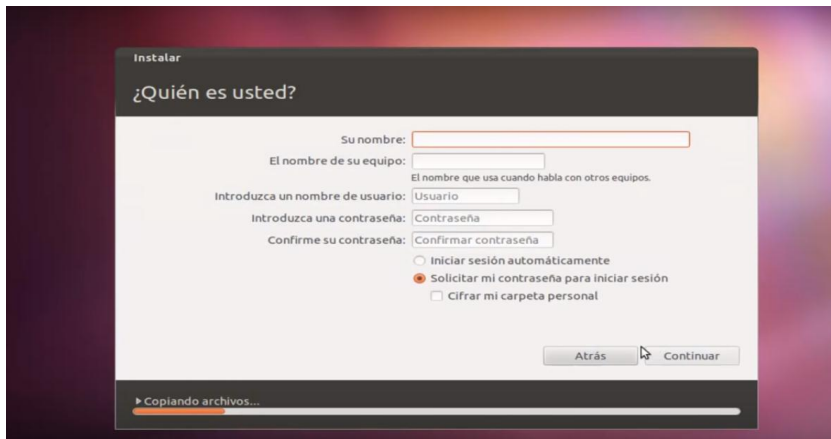 Instalar
¿Quién es usted?
Su nombre:
El nombre de su equipo:
El nombre que usa cuando habla con otros equipos.
Introduzca un nombre de usuario: Usuario
Introduzca una contraseña: Contraseña
Confirme su contraseña: Confirmar contraseña
Iniciar sesión automáticamente
Solicitar mi contraseña para iniciar sesión
Cifrar mi carpeta personal
Atrás Continuar
Copiando archivos...